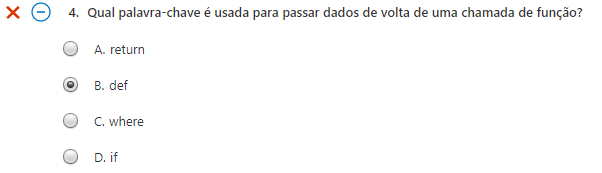 4. Qual palavra-chave é usada para passar dados de volta de uma chamada de função?
A. return
B. def
C. where
D. if